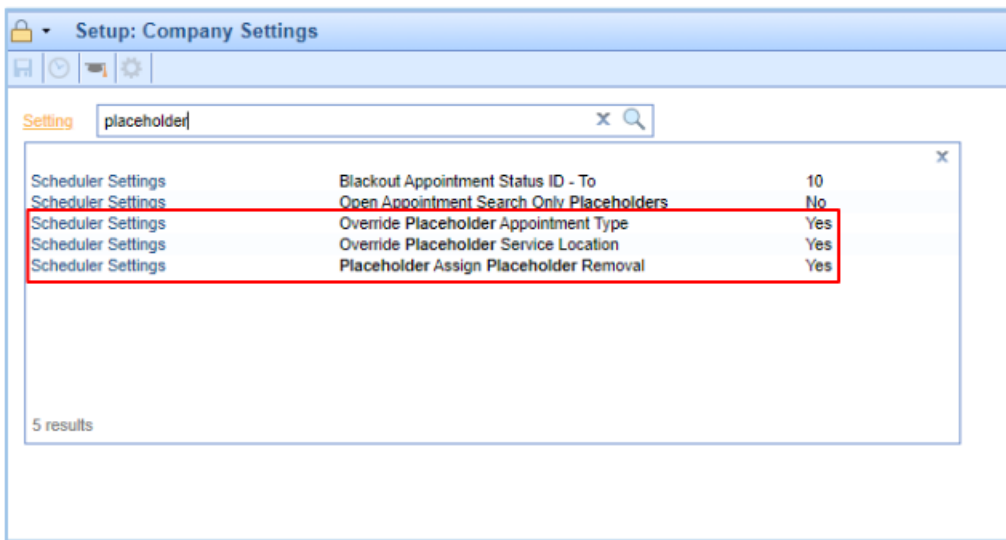 Setup: Company Settings
Setting placeholder
Scheduler Settings Blackout Appointment Status ID - To 10
Scheduler Settings Open Appointment Search Only Placeholders No
Scheduler Settings Override Placeholder Appointment Type Yes
Scheduler Settings Override Placeholder Service Location Yes
Scheduler Settings Placeholder Assign Placeholder Removal Yes
5 results